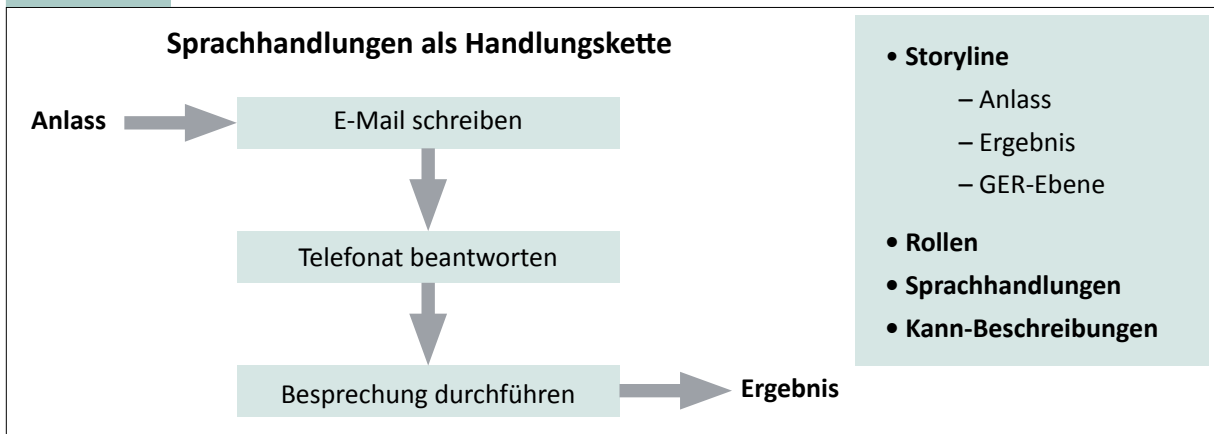 Sprachhandlungen als Handlungskette
Anlass
E-Mail schreiben
Telefonat beantworten
Besprechung durchführen
Ergebnis
• Storyline
– Anlass
– Ergebnis
– GER-Ebene
• Rollen
• Sprachhandlungen
• Kann-Beschreibungen